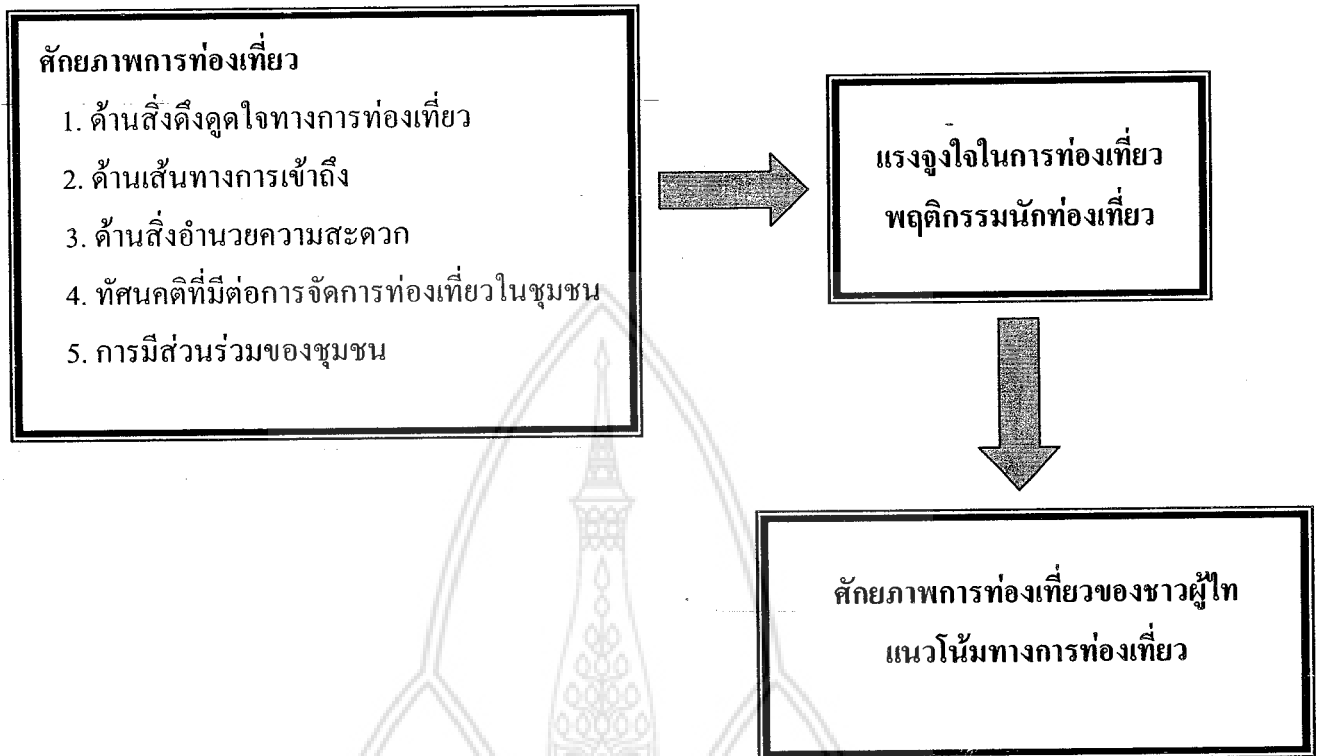 ศักยภาพการท่องเที่ยว
1. ด้านสิ่งดึงดูดใจทางการท่องเที่ยว
2. ด้านเส้นทางการเข้าถึง
3. ด้านสิ่งอำนวยความสะดวก
4. ทัศนคติที่มีต่อการจัดการท่องเที่ยวในชุมชน
5. การมีส่วนร่วมของชุมชน
แรงจูงใจในการท่องเที่ยว
พฤติกรรมนักท่องเที่ยว
ศักยภาพการท่องเที่ยวของชาวผู้ไท
แนวโน้มทางการท่องเที่ยว